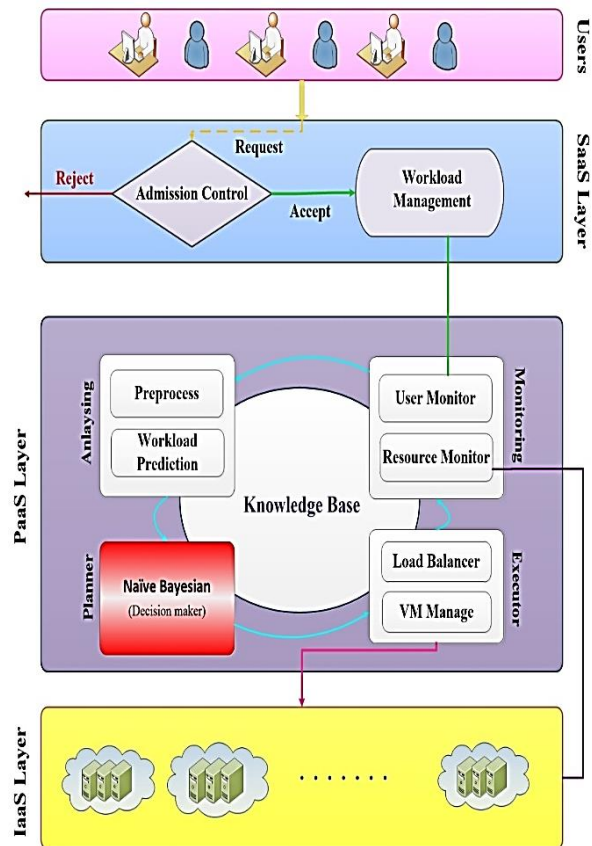 Users
SaaS Layer
Request
Reject
Admission Control
Accept
Workload
Management
PaaS Layer
Anlaysing
Preprocess
Workload
Prediction
Monitoring
User Monitor
Resource Monitor
Knowledge Base
Planner
Naïve Bayesian
(Decision maker)
Executor
Load Balancer
VM Manage
IaaS Layer